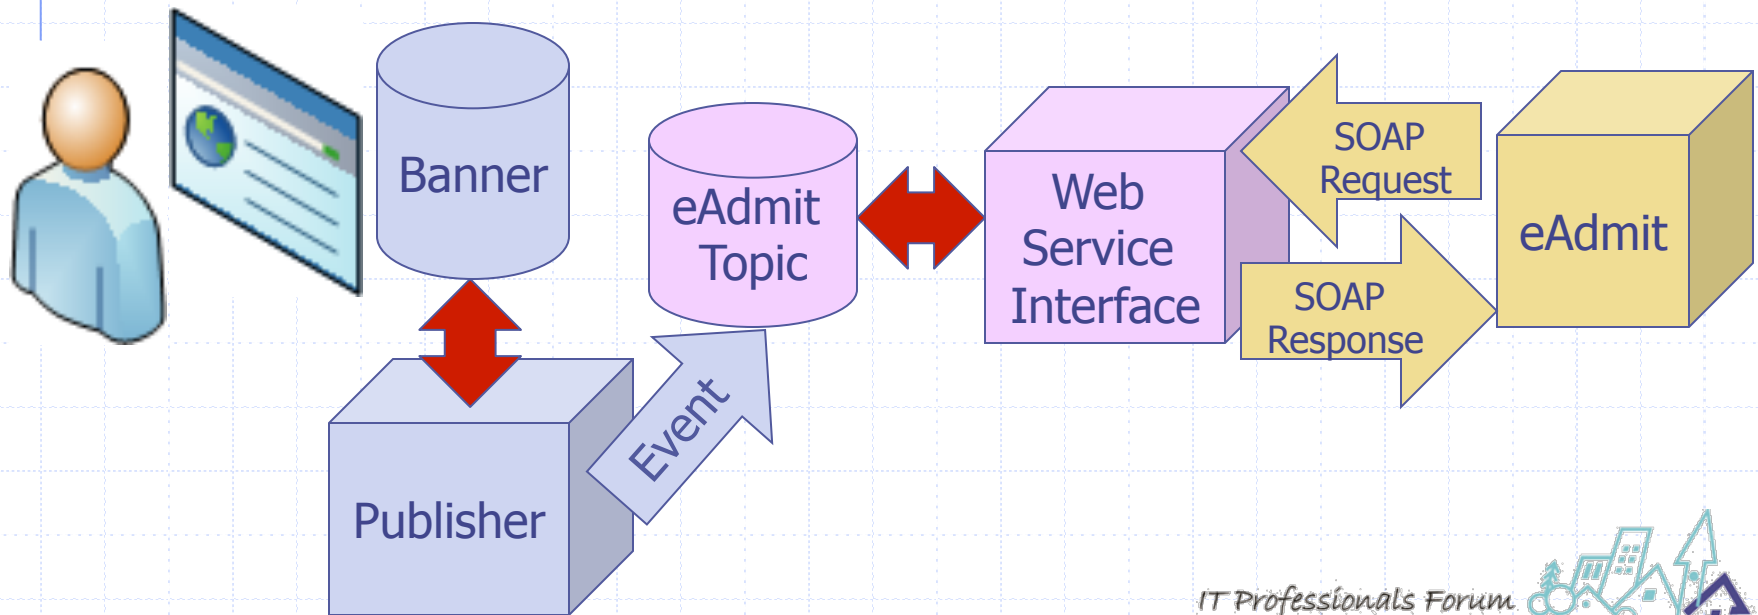 Banner
eAdmit
Topic
Web
Service
Interface
SOAP
Request
SOAP
Response
eAdmit
Event
Publisher
IT Professionals Forum